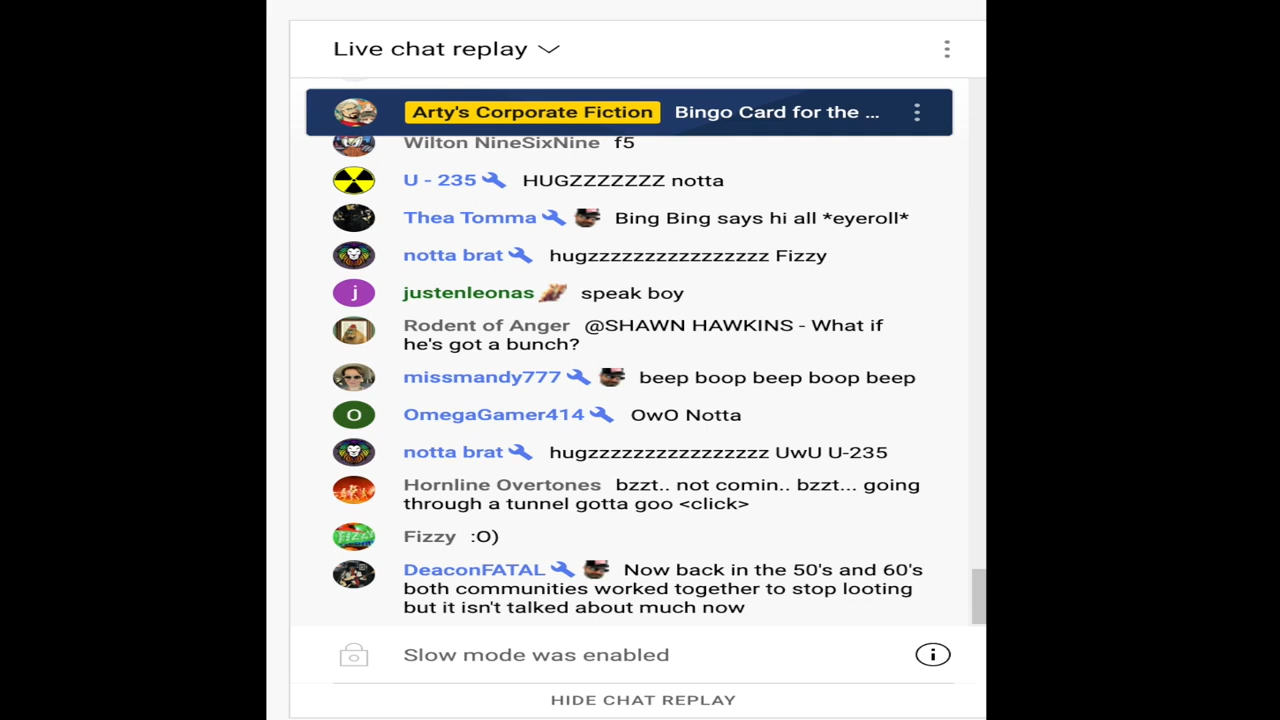 Live chat replay
Arty's Corporate Fiction Bingo Card for the ...
Wilton NineSixNine f5
U - 235 HUGZZZZZZZ notta
Thea Tomma Bing Bing says hi all *eyeroll*
notta brat hugzzzzzzzzzzzzzzzz Fizzy
j justenleonas speak boy
Rodent of Anger @SHAWN HAWKINS - What if
he's got a bunch?
missmandy777 beep boop beep boop beep
O OmegaGamer414 OwO Notta
notta brat hugzzzzzzzzzzzzzzzz UwU U-235
Hornline Overtones bzzt.. not comin.. bzzt... going
through a tunnel gotta goo <click>
Fizzy :O)
DeaconFATAL Now back in the 50's and 60's
both communities worked together to stop looting
but it isn't talked about much now
Slow mode was enabled
HIDE CHAT REPLAY